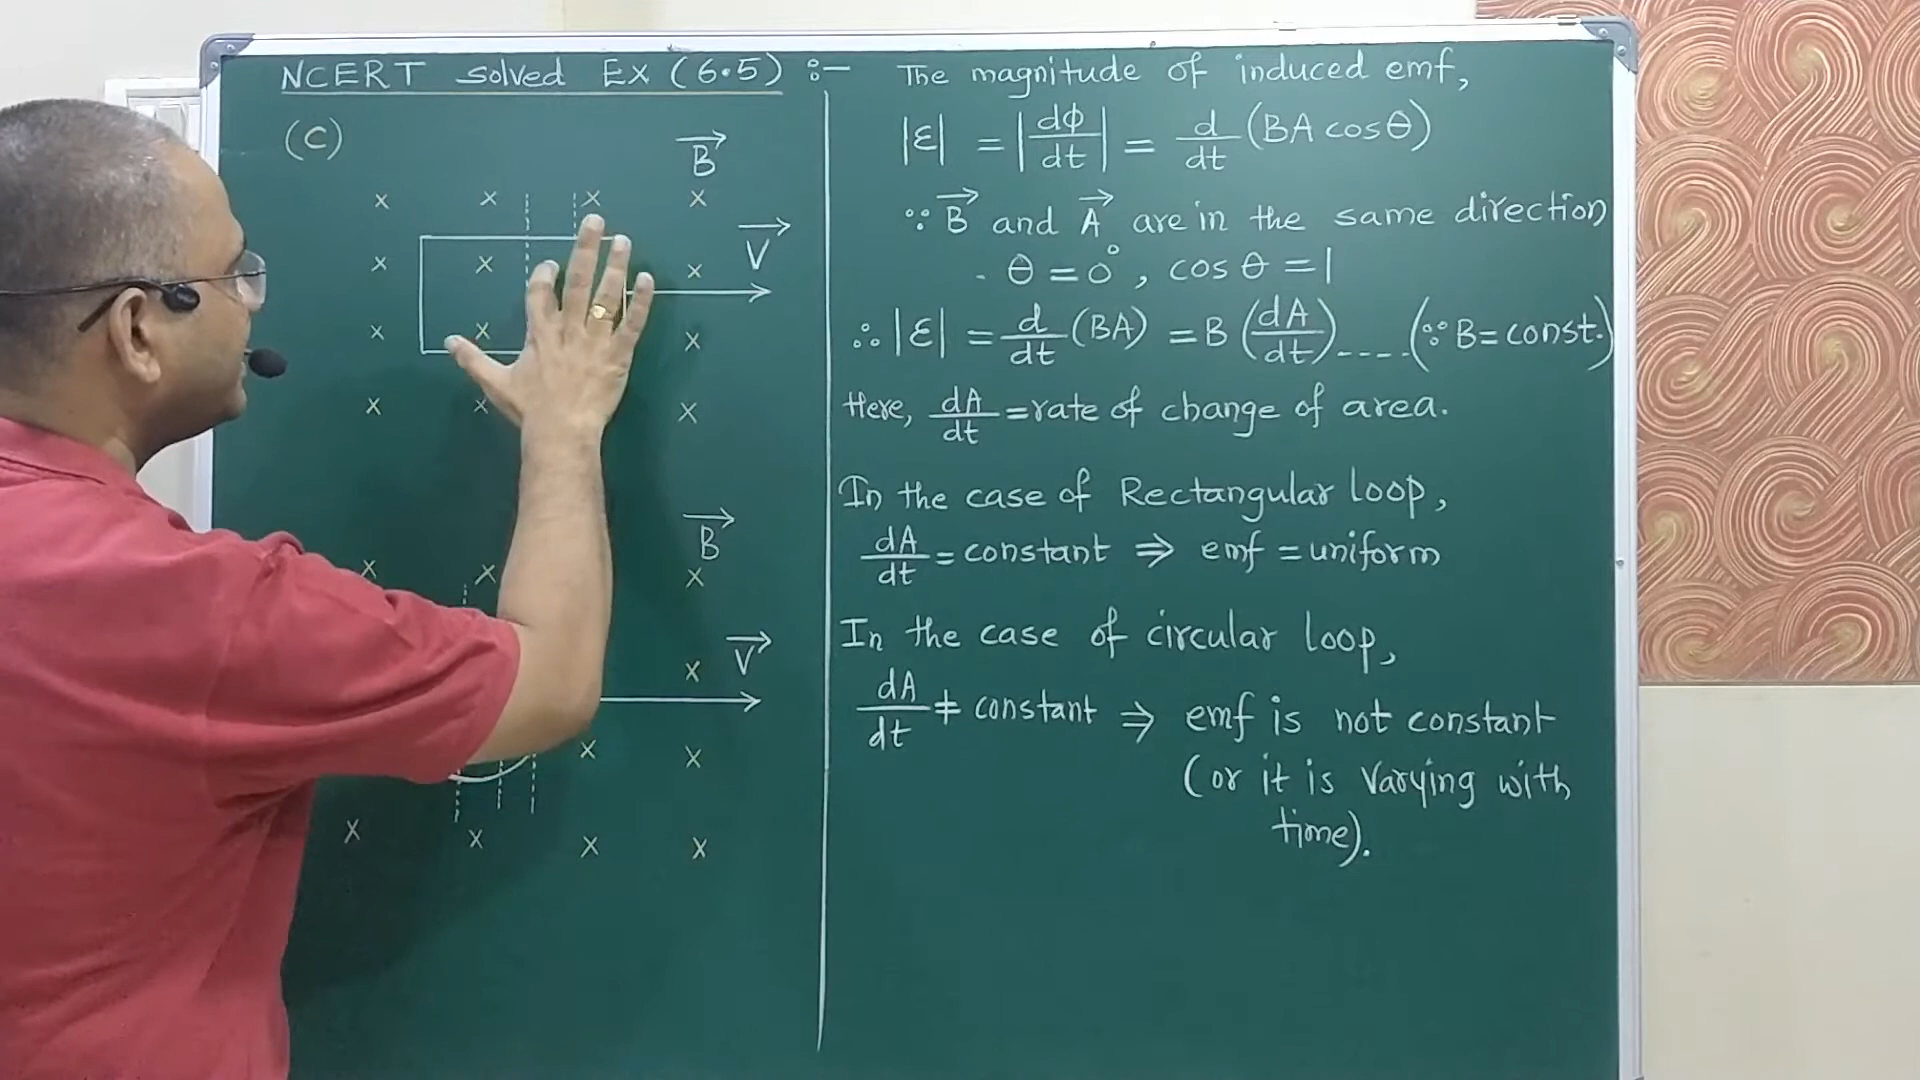 NCERT solved Ex (6.5) :-
(C)
B
x x x x
V
x x x
x x x
x x x
B
x x x
V
x
x x
x x x x
The magnitude of induced emf,
|ε| = |dφ/dt| = d/dt (BA cosθ)
∵ B and A are in the same direction
θ = 0°, cos θ = 1
∴ |ε| = d/dt (BA) = B (dA/dt) ---- (∵ B = const.)
Here, dA/dt = rate of change of area.
In the case of Rectangular loop,
dA/dt = constant ⇒ emf = uniform
In the case of circular loop,
dA/dt ≠ constant ⇒ emf is not constant
(or it is varying with
time).